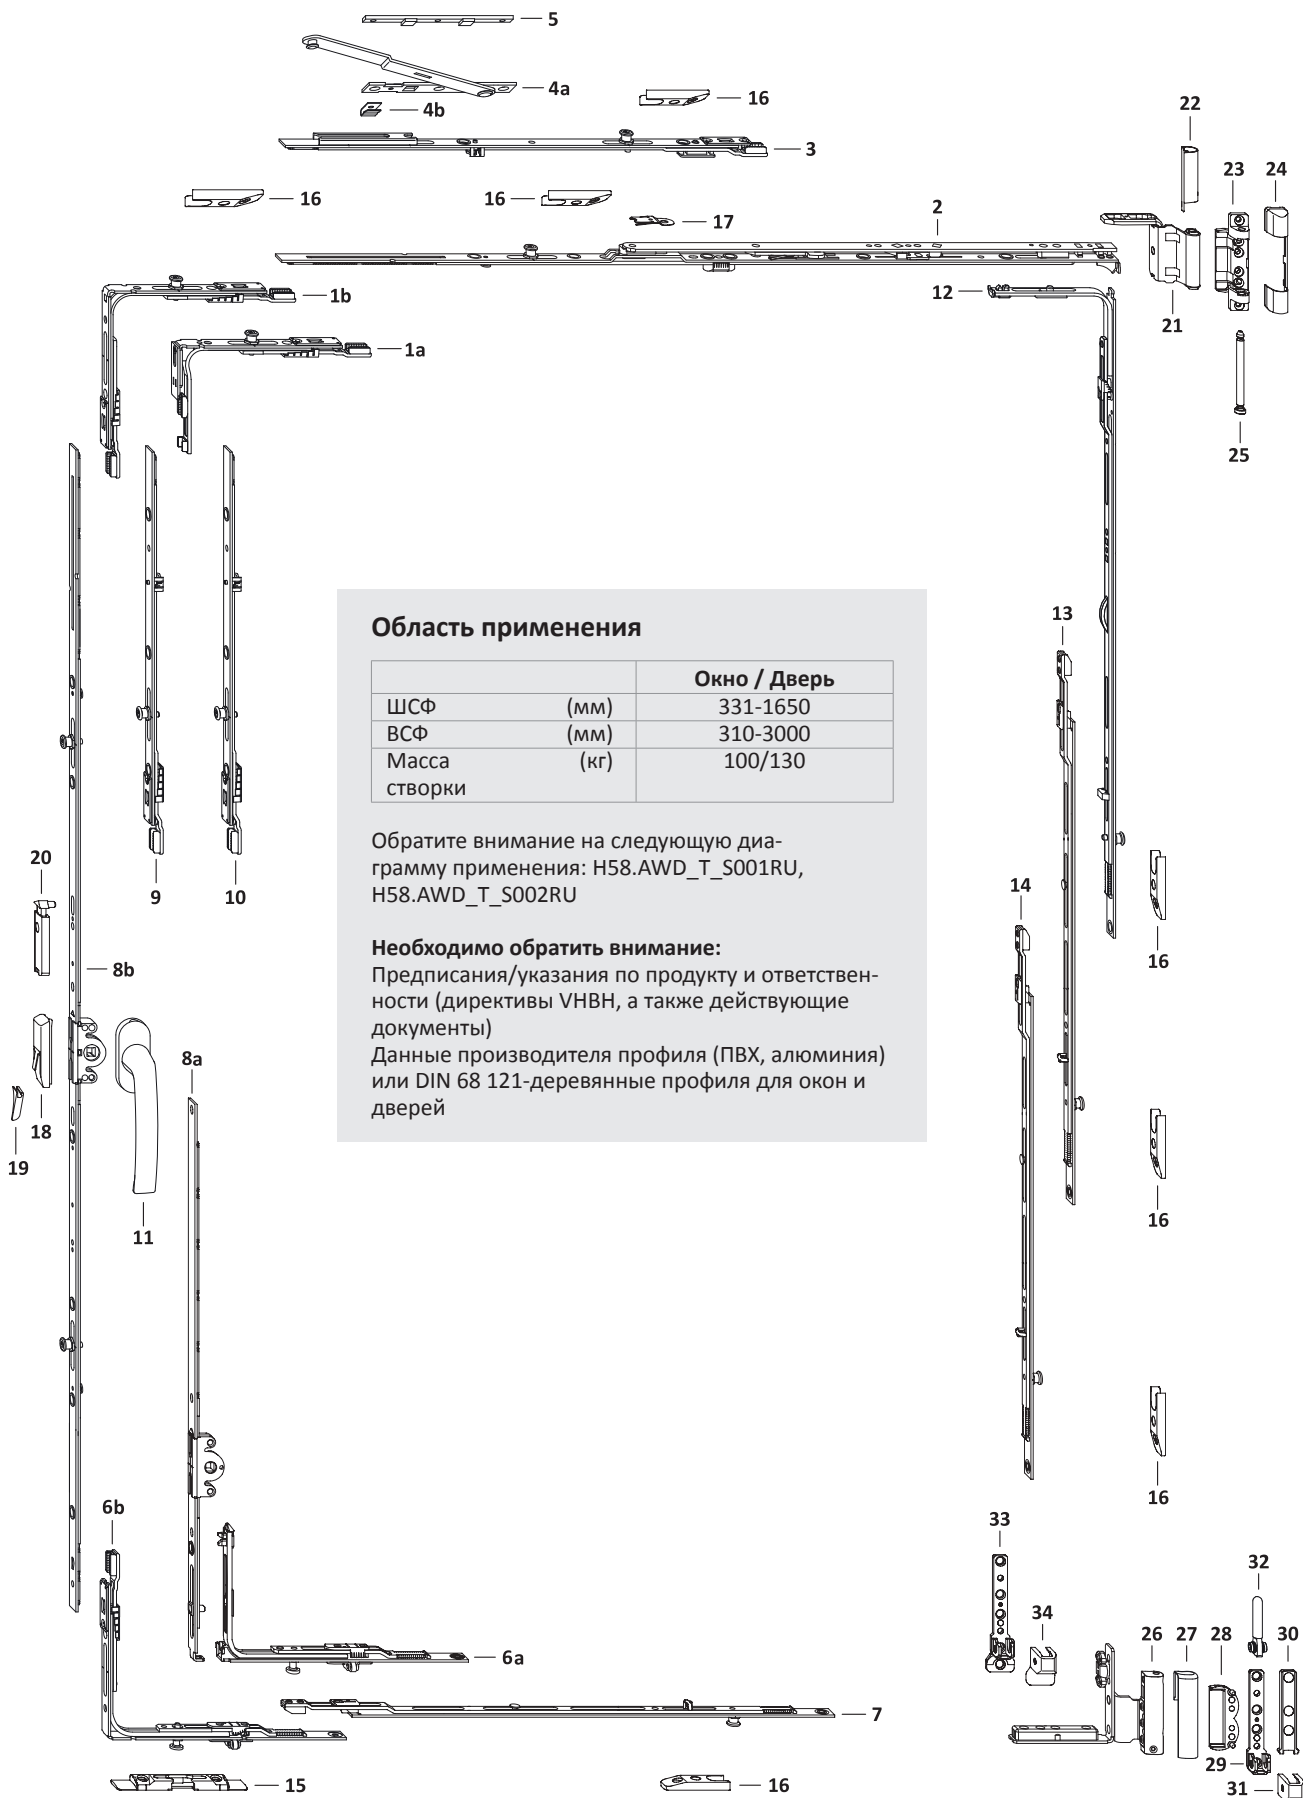 5
4a
16
4b
22
3
23
24
16
16
17
2
1b
12
21
1a
25
Область применения
Окно / Дверь
ШСФ (мм) 331-1650
ВСФ (мм) 310-3000
Масса (кг) 100/130
створки
Обратите внимание на следующую диа-
грамму применения: H58.AWD_T_S001RU,
H58.AWD_T_S002RU
Необходимо обратить внимание:
Предписания/указания по продукту и ответствен-
ности (директивы VHBH, а также действующие
документы)
Данные производителя профиля (ПВХ, алюминия)
или DIN 68 121-деревянные профиля для окон и
дверей
13
20
9
10
14
8b
16
8a
18
19
11
16
6b
16
33
32
34
26
27
28
30
6a
7
29
15
16
31